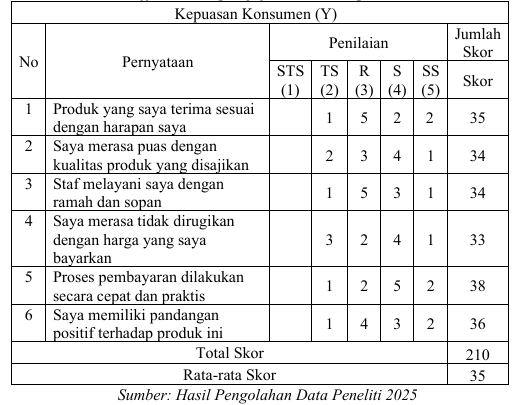 Kepuasan Konsumen (Y)
No Pernyataan Penilaian Jumlah Skor
STS (1) TS (2) R (3) S (4) SS (5) Skor
1 Produk yang saya terima sesuai dengan harapan saya 1 5 2 2 35
2 Saya merasa puas dengan kualitas produk yang disajikan 2 3 4 1 34
3 Staf melayani saya dengan ramah dan sopan 1 5 3 1 34
4 Saya merasa tidak dirugikan dengan harga yang saya bayarkan 3 2 4 1 33
5 Proses pembayaran dilakukan secara cepat dan praktis 1 2 5 2 38
6 Saya memiliki pandangan positif terhadap produk ini 1 4 3 2 36
Total Skor 210
Rata-rata Skor 35
Sumber: Hasil Pengolahan Data Peneliti 2025